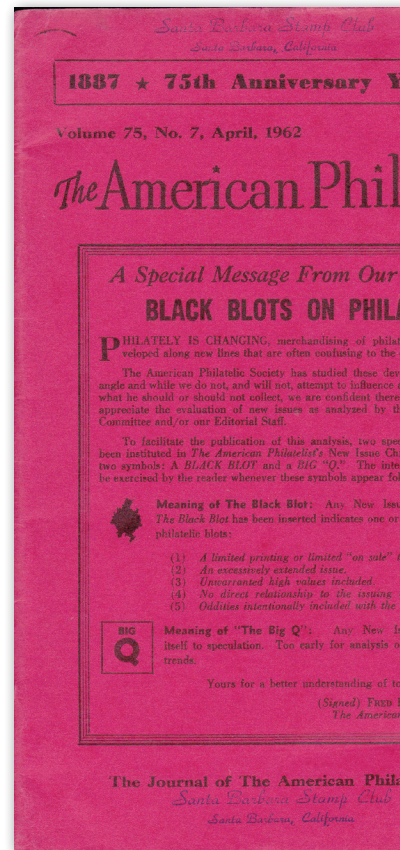 Santa Barbara Stamp Club
Santa Barbara, California
1887 ★ 75th Anniversary Y
Volume 75, No. 7, April, 1962
The American Phil
A Special Message From Our
BLACK BLOTS ON PHILA
PHILATELY IS CHANGING, merchandising of philat
veloped along new lines that are often confusing to the
The American Philatelic Society has studied these dev
angle and while we do not, and will not, attempt to influence
what he should or should not collect, we are confident there
appreciate the evaluation of new issues as analyzed by th
Committee and/or our Editorial Staff.
To facilitate the publication of this analysis, two spec
been instituted in The American Philatelist's New Issue Ch
two symbols: A BLACK BLOT and a BIG "Q." The inte
be exercised by the reader whenever these symbols appear fol
Meaning of The Black Blot: Any New Issu
The Black Blot has been inserted indicates one or
philatelic blots:
(1) A limited printing or limited "on sale" t
(2) An excessively extended issue.
(3) Unwarranted high values included.
(4) No direct relationship to the issuing
(5) Oddities intentionally included with the
BIG
Q
Meaning of "The Big Q": Any New Is
itself to speculation. Too early for analysis o
trends.
Yours for a better understanding of to
(Signed) FRED
The American
The Journal of The American Phila
Santa Barbara Stamp Club
Santa Barbara, California